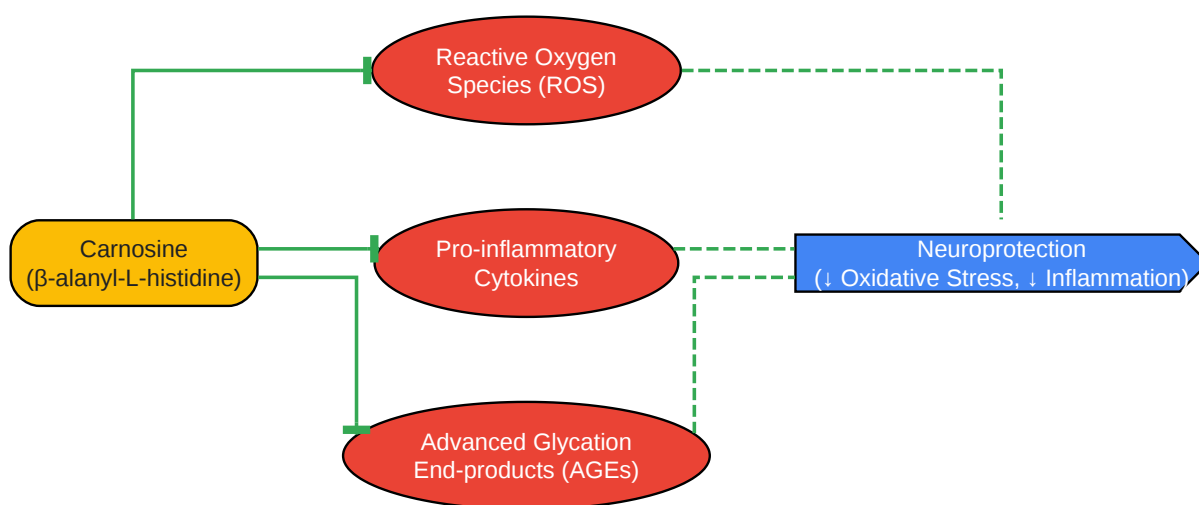 Reactive Oxygen
Species (ROS)
Carnosine
(β-alanyl-L-histidine)
Pro-inflammatory
Cytokines
Neuroprotection
(↓ Oxidative Stress, ↓ Inflammation)
Advanced Glycation
End-products (AGEs)